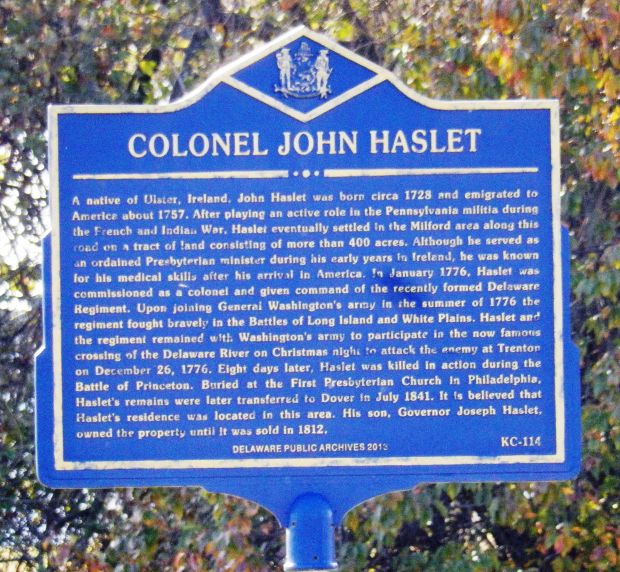 COLONEL JOHN HASLET
A native of Ulster, Ireland, John Haslet was born circa 1728 and emigrated to
America about 1757. After playing an active role in the Pennsylvania militia during
the French and Indian War, Haslet eventually settled in the Milford area along this
road on a tract of land consisting of more than 400 acres. Although he served as
an ordained Presbyterian minister during his early years in Ireland, he was known
for his medical skills after his arrival in America. In January 1776, Haslet was
commissioned as a colonel and given command of the recently formed Delaware
Regiment. Upon joining General Washington's army in the summer of 1776 the
regiment fought bravely in the Battles of Long Island and White Plains. Haslet and
the regiment remained with Washington's army to participate in the now famous
crossing of the Delaware River on Christmas night to attack the enemy at Trenton
on December 26, 1776. Eight days later, Haslet was killed in action during the
Battle of Princeton. Buried at the First Presbyterian Church in Philadelphia,
Haslet's remains were later transferred to Dover in July 1841. It is believed that
Haslet's residence was located in this area. His son, Governor Joseph Haslet,
owned the property until it was sold in 1812.
DELAWARE PUBLIC ARCHIVES 2013 KC-114